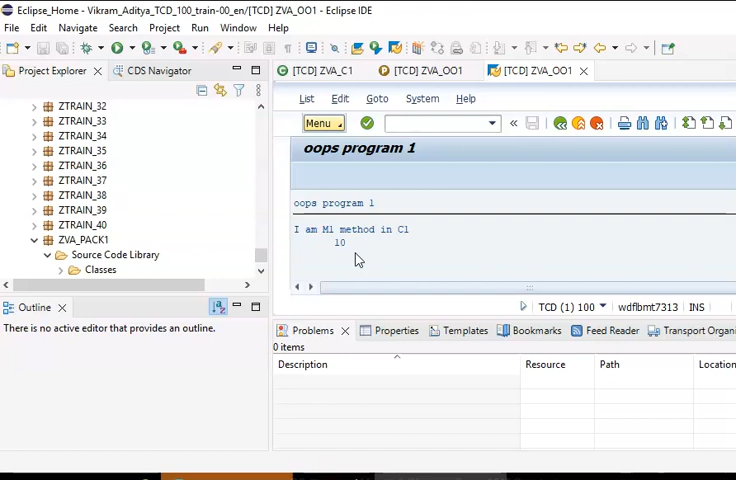 Eclipse_Home - Vikram_Aditya_TCD_100_train-00_en/[TCD] ZVA_OO1 - Eclipse IDE
File Edit Navigate Search Project Run Window Help
Project Explorer CDS Navigator
[TCD] ZVA_C1 [TCD] ZVA_OO1 [TCD] ZVA_OO1
ZTRAIN_32
ZTRAIN_33
ZTRAIN_34
ZTRAIN_35
ZTRAIN_36
ZTRAIN_37
ZTRAIN_38
ZTRAIN_39
ZTRAIN_40
ZVA_PACK1
Source Code Library
Classes
List Edit Goto System Help
Menu
oops program 1
oops program 1
I am M1 method in C1
10
TCD (1) 100 wdflbmt7313 INS
Outline
There is no active editor that provides an outline.
Problems Properties Templates Bookmarks Feed Reader Transport Organi
0 items
Description Resource Path Location